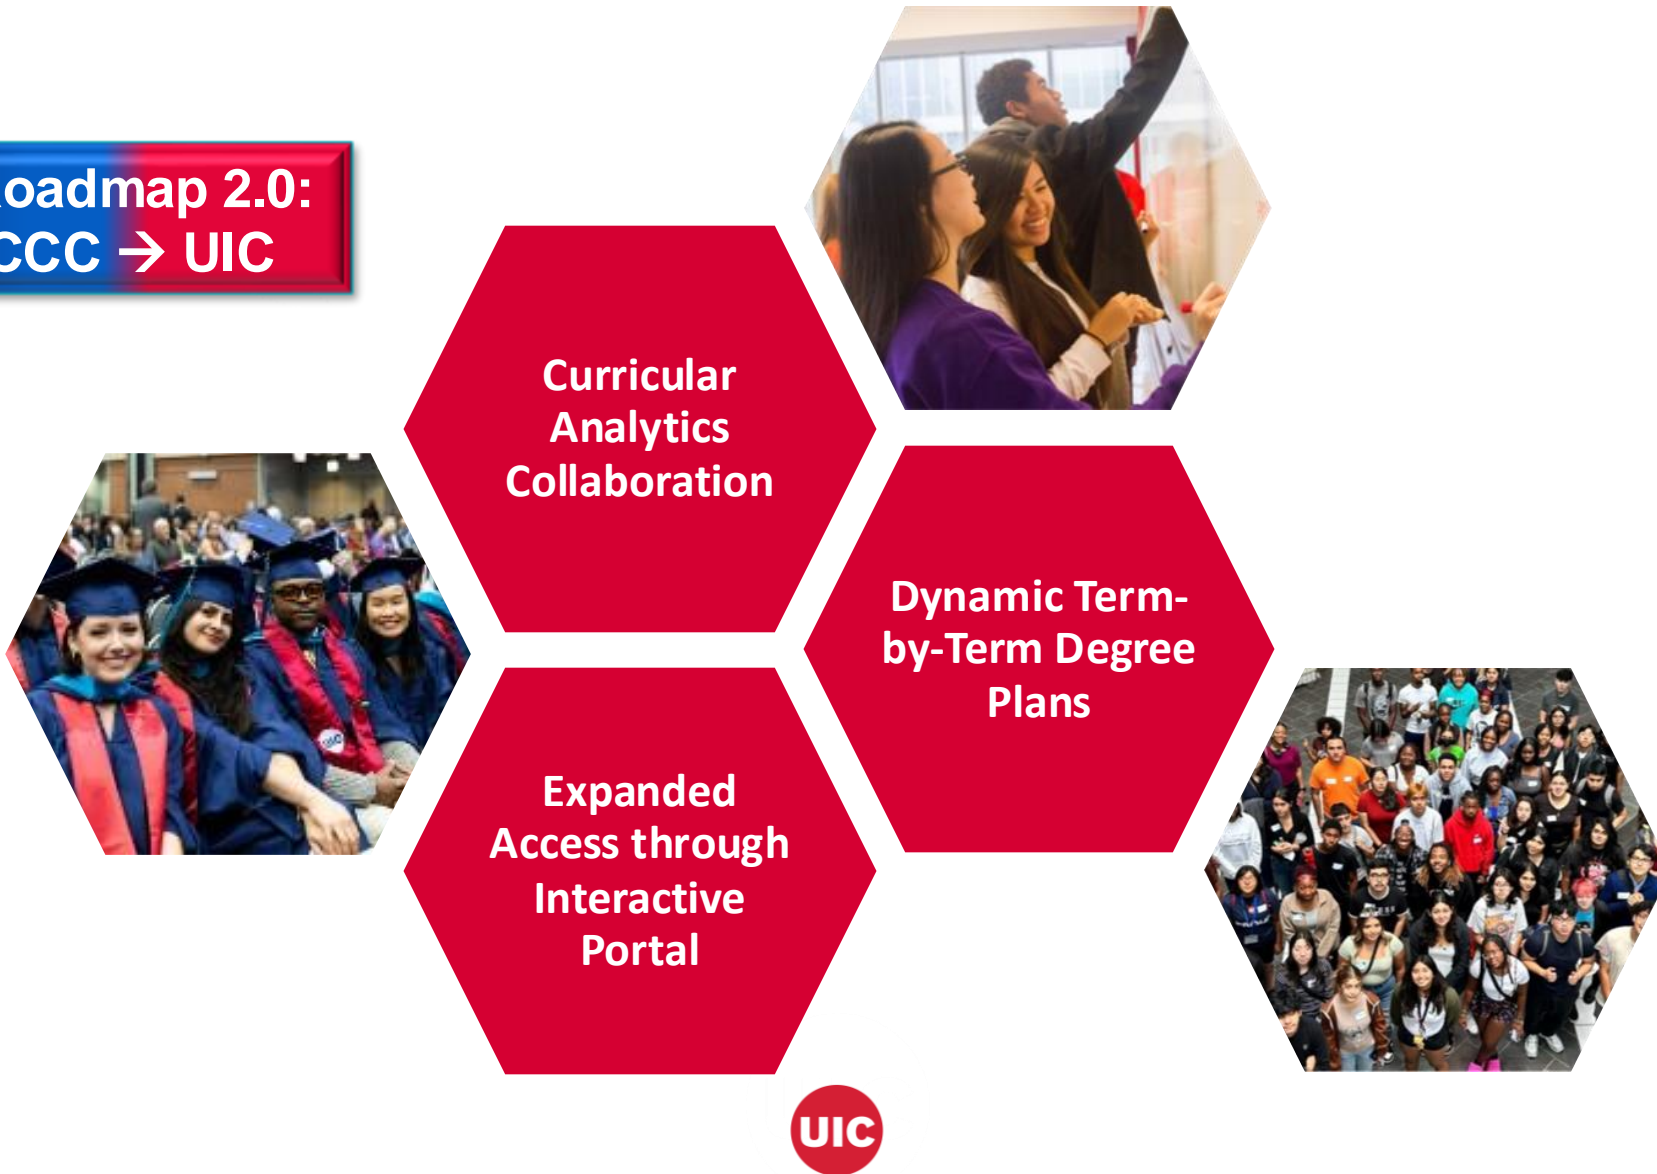 oadmap 2.0:
CCC → UIC
Curricular
Analytics
Collaboration
Dynamic Term-
by-Term Degree
Plans
Expanded
Access through
Interactive
Portal
UIC